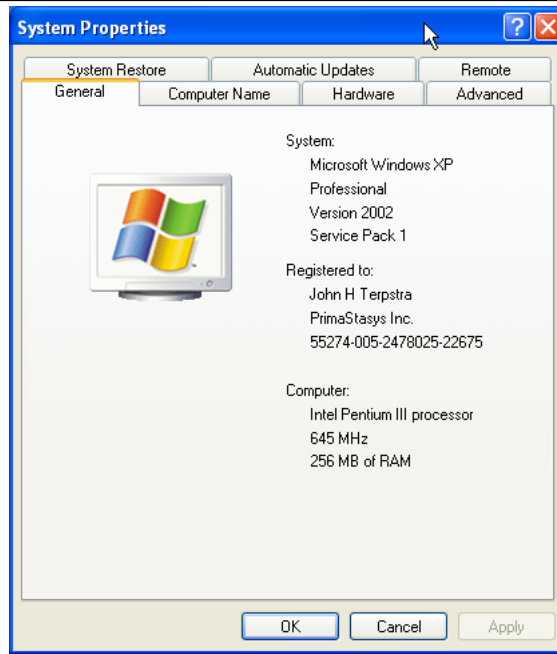 System Properties
System Restore Automatic Updates Remote
General Computer Name Hardware Advanced
System:
Microsoft Windows XP
Professional
Version 2002
Service Pack 1
Registered to:
John H Terpstra
PrimaStasys Inc.
55274-005-2478025-22675
Computer:
Intel Pentium III processor
645 MHz
256 MB of RAM
OK Cancel Apply